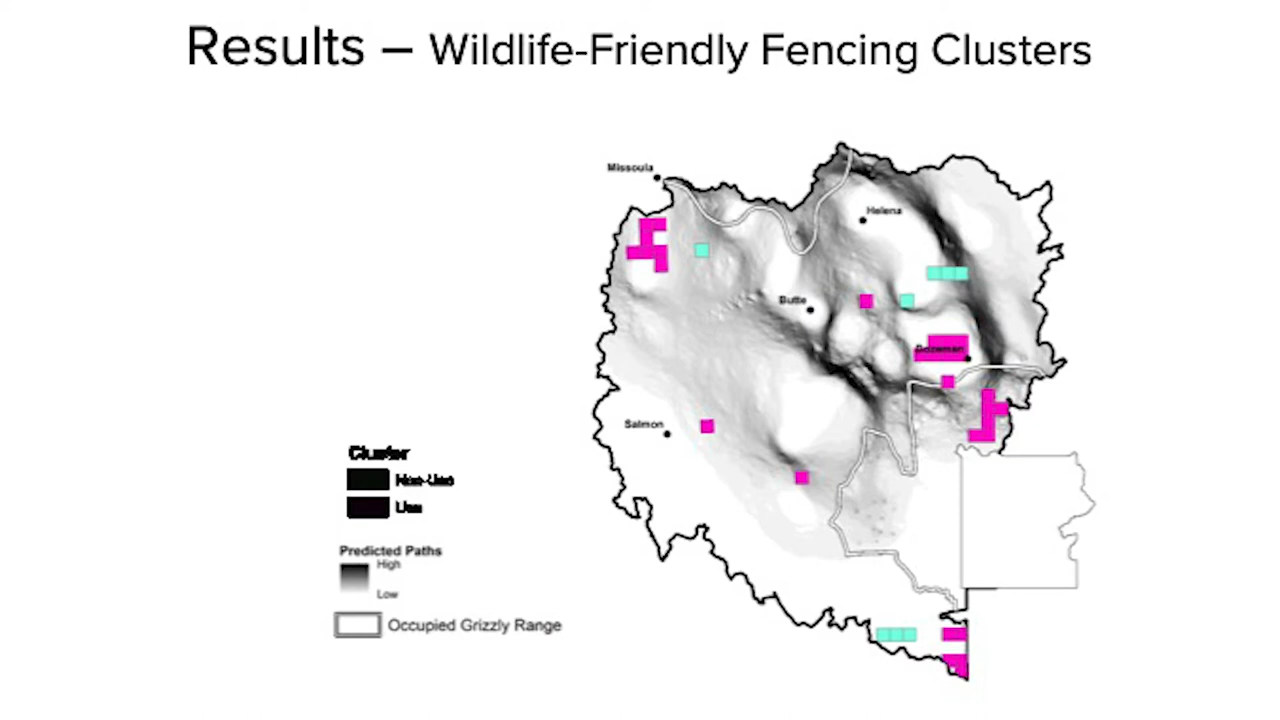 Results – Wildlife-Friendly Fencing Clusters
Missoula
Helena
Butte
Bozeman
Salmon
Cluster
Non-Use
Use
Predicted Paths
High
Low
Occupied Grizzly Range